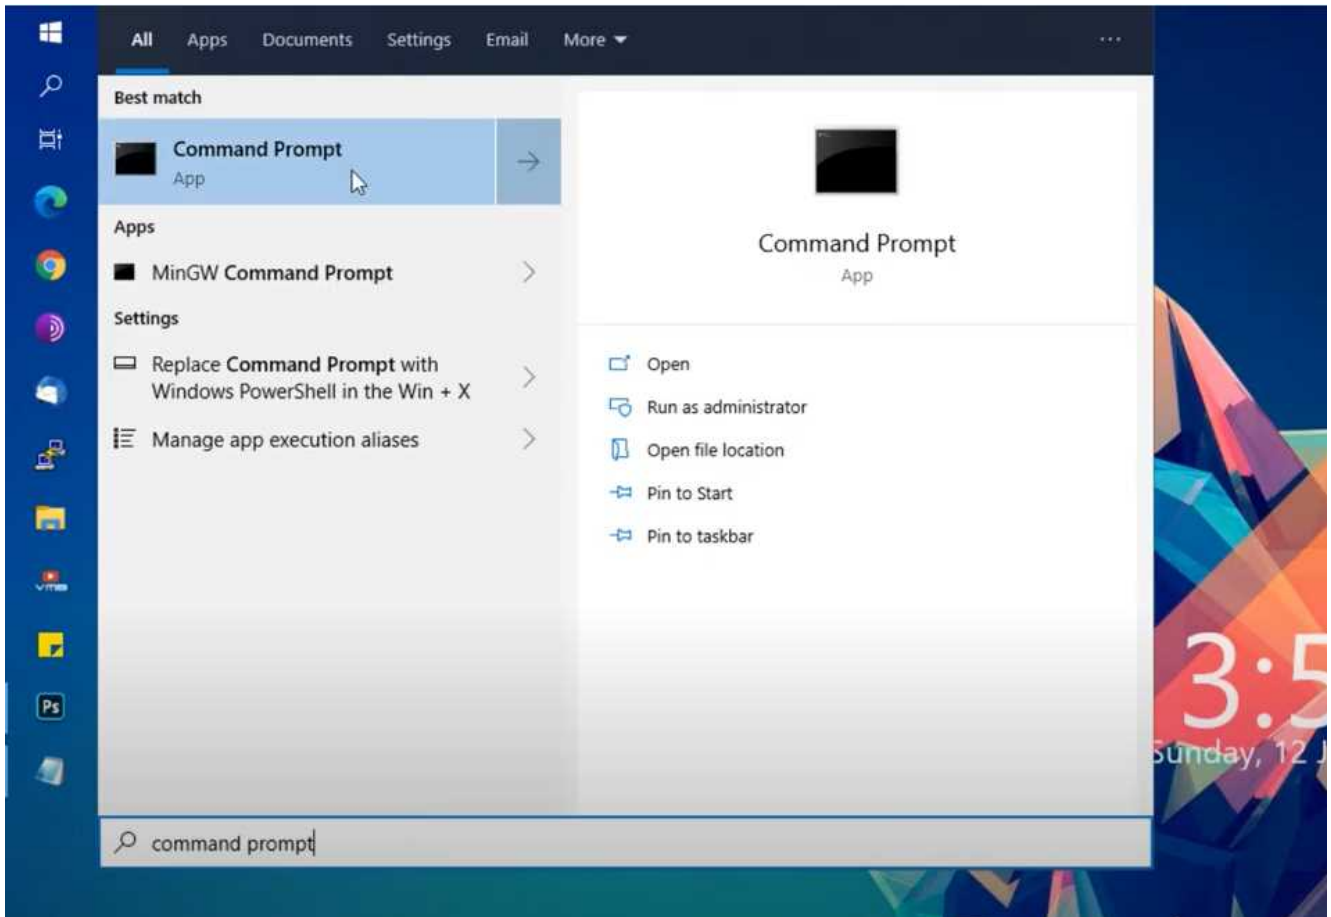 All Apps Documents Settings Email More
Best match
Command Prompt
App
Apps
MinGW Command Prompt
Settings
Replace Command Prompt with
Windows PowerShell in the Win + X
Manage app execution aliases
Command Prompt
App
Open
Run as administrator
Open file location
Pin to Start
Pin to taskbar
command prompt
Ps
3:5
Sunday, 12 J